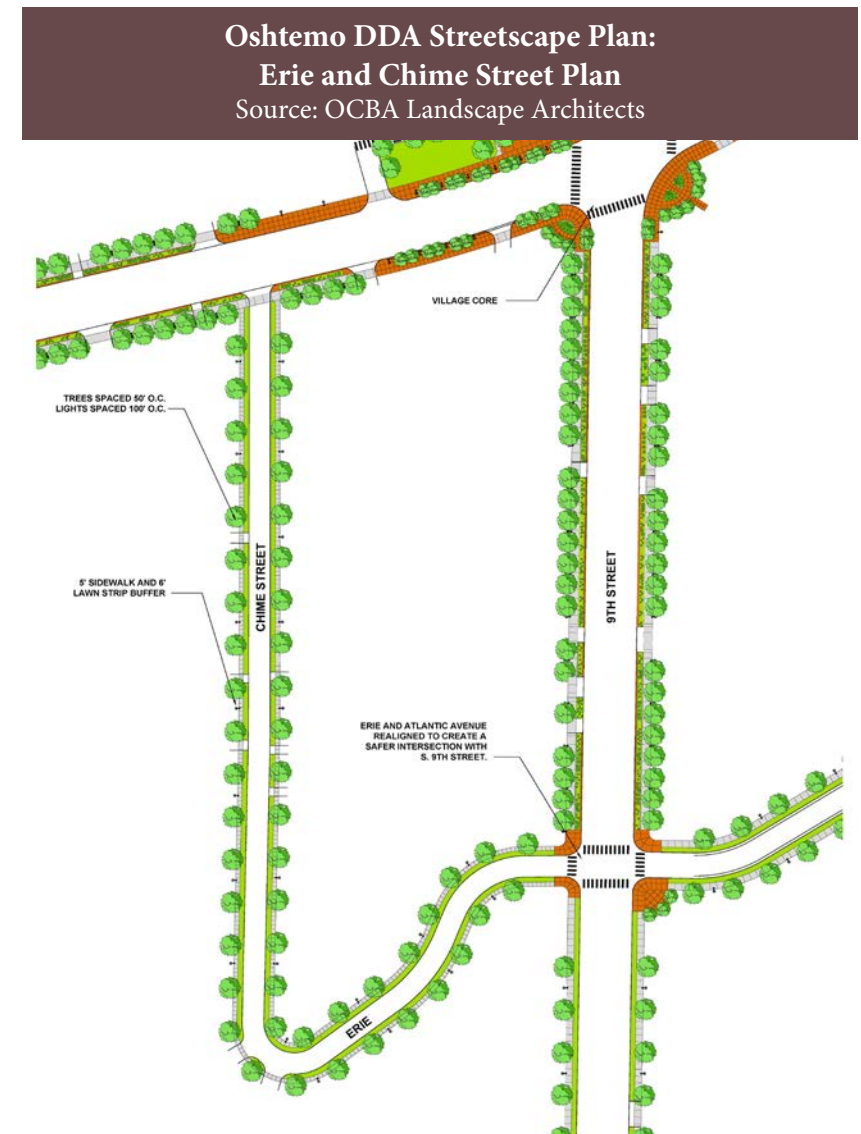 Oshtemo DDA Streetscape Plan:
Erie and Chime Street Plan
Source: OCBA Landscape Architects
VILLAGE CORE
TREES SPACED 50' O.C.
LIGHTS SPACED 100' O.C.
CHIME STREET
9TH STREET
5' SIDEWALK AND 6'
LAWN STRIP BUFFER
ERIE AND ATLANTIC AVENUE
REALIGNED TO CREATE A
SAFER INTERSECTION WITH
S. 9TH STREET.
ERIE